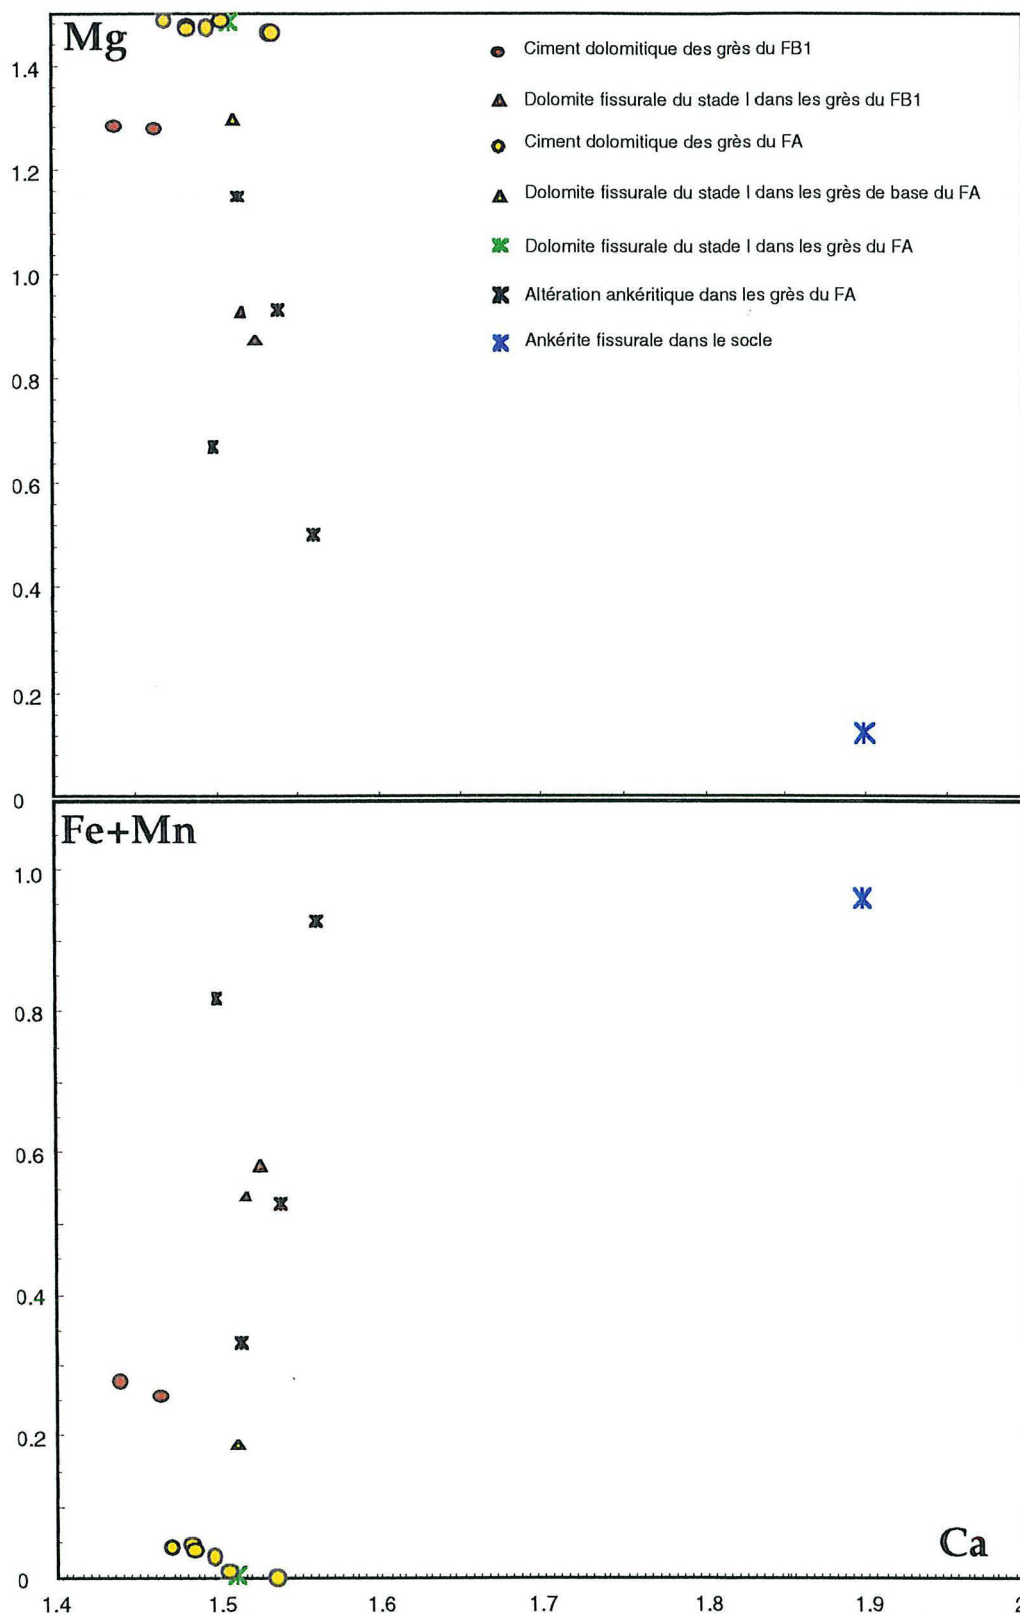 Mg
1.4
1.2
1.0
0.8
0.6
0.4
0.2
0
Ciment dolomitique des grès du FB1
Dolomite fissurale du stade I dans les grès du FB1
Ciment dolomitique des grès du FA
Dolomite fissurale du stade I dans les grès de base du FA
Dolomite fissurale du stade I dans les grès du FA
Altération ankéritique dans les grès du FA
Ankérite fissurale dans le socle
Fe+Mn
1.0
0.8
0.6
0.4
0.2
0
Ca
1.4 1.5 1.6 1.7 1.8 1.9 2